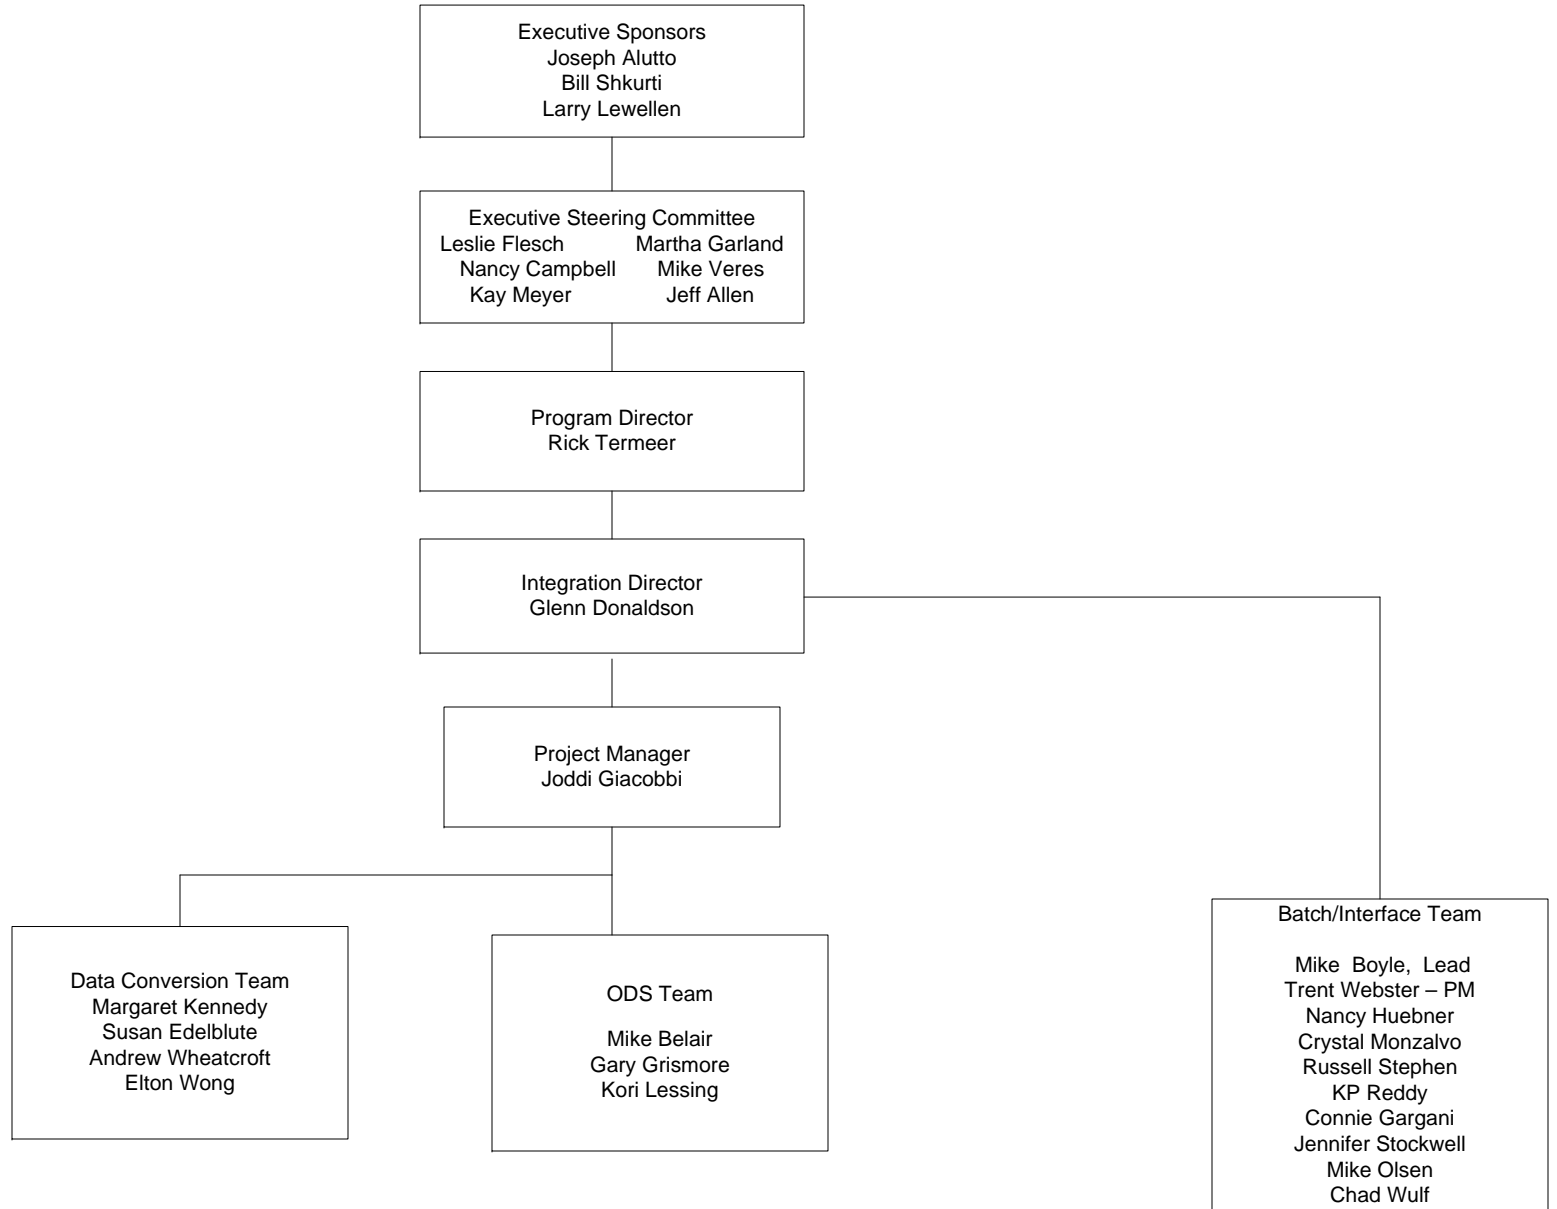 Executive Sponsors
Joseph Alutto
Bill Shkurti
Larry Lewellen
Executive Steering Committee
Leslie Flesch Martha Garland
Nancy Campbell Mike Veres
Kay Meyer Jeff Allen
Program Director
Rick Termeer
Integration Director
Glenn Donaldson
Project Manager
Joddi Giacobbi
Data Conversion Team
Margaret Kennedy
Susan Edelblute
Andrew Wheatcroft
Elton Wong
ODS Team
Mike Belair
Gary Grismore
Kori Lessing
Batch/Interface Team
Mike Boyle, Lead
Trent Webster – PM
Nancy Huebner
Crystal Monzalvo
Russell Stephen
KP Reddy
Connie Gargani
Jennifer Stockwell
Mike Olsen
Chad Wulf